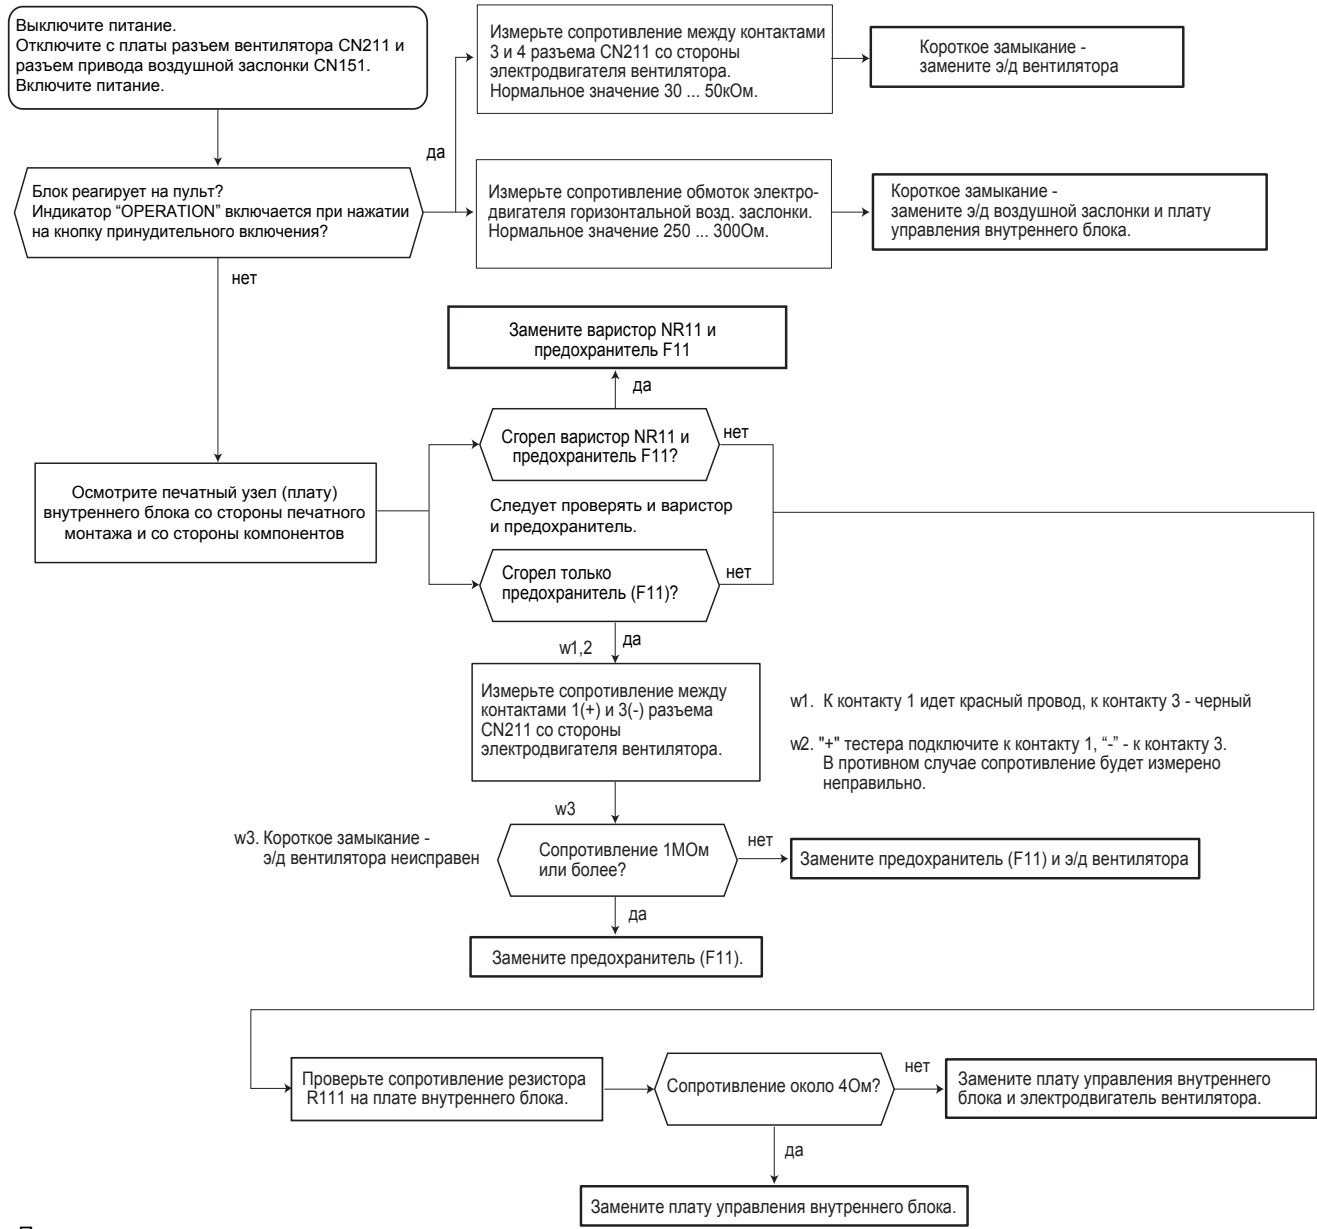 Выключите питание.
Отключите с платы разъем вентилятора CN211 и
разъем привода воздушной заслонки CN151.
Включите питание.
Измерьте сопротивление между контактами
3 и 4 разъема CN211 со стороны
электродвигателя вентилятора.
Нормальное значение 30 ... 50кОм.
Короткое замыкание -
замените э/д вентилятора
да
Блок реагирует на пульт?
Индикатор “OPERATION” включается при нажатии
на кнопку принудительного включения?
Измерьте сопротивление обмоток электро-
двигателя горизонтальной возд. заслонки.
Нормальное значение 250 ... 300Ом.
Короткое замыкание -
замените э/д воздушной заслонки и плату
управления внутреннего блока.
нет
Замените варистор NR11 и
предохранитель F11
да
Сгорел варистор NR11 и
предохранитель F11?
нет
Осмотрите печатный узел (плату)
внутреннего блока со стороны печатного
монтажа и со стороны компонентов
Следует проверять и варистор
и предохранитель.
Сгорел только
предохранитель (F11)?
нет
да
w1,2
Измерьте сопротивление между
контактами 1(+) и 3(-) разъема
CN211 со стороны
электродвигателя вентилятора.
w1. К контакту 1 идет красный провод, к контакту 3 - черный
w2. "+" тестера подключите к контакту 1, “-” - к контакту 3.
В противном случае сопротивление будет измерено
неправильно.
w3
w3. Короткое замыкание -
э/д вентилятора неисправен
Сопротивление 1МОм
или более?
нет
Замените предохранитель (F11) и э/д вентилятора
да
Замените предохранитель (F11).
Проверьте сопротивление резистора
R111 на плате внутреннего блока.
Сопротивление около 4Ом?
нет
Замените плату управления внутреннего
блока и электродвигатель вентилятора.
да
Замените плату управления внутреннего блока.